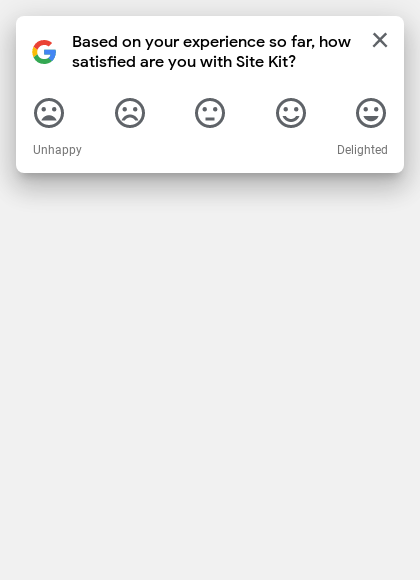 Based on your experience so far, how
satisfied are you with Site Kit?
Unhappy
Delighted